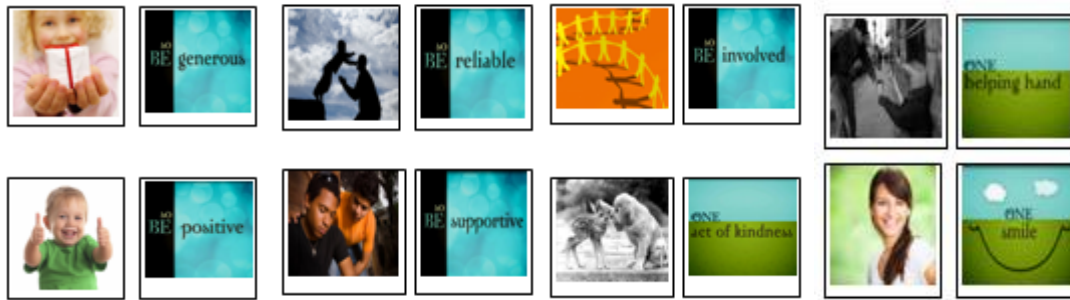 so
BE generous
so
BE reliable
so
BE involved
ONE
helping hand
so
BE positive
so
BE supportive
ONE
act of kindness
ONE
smile